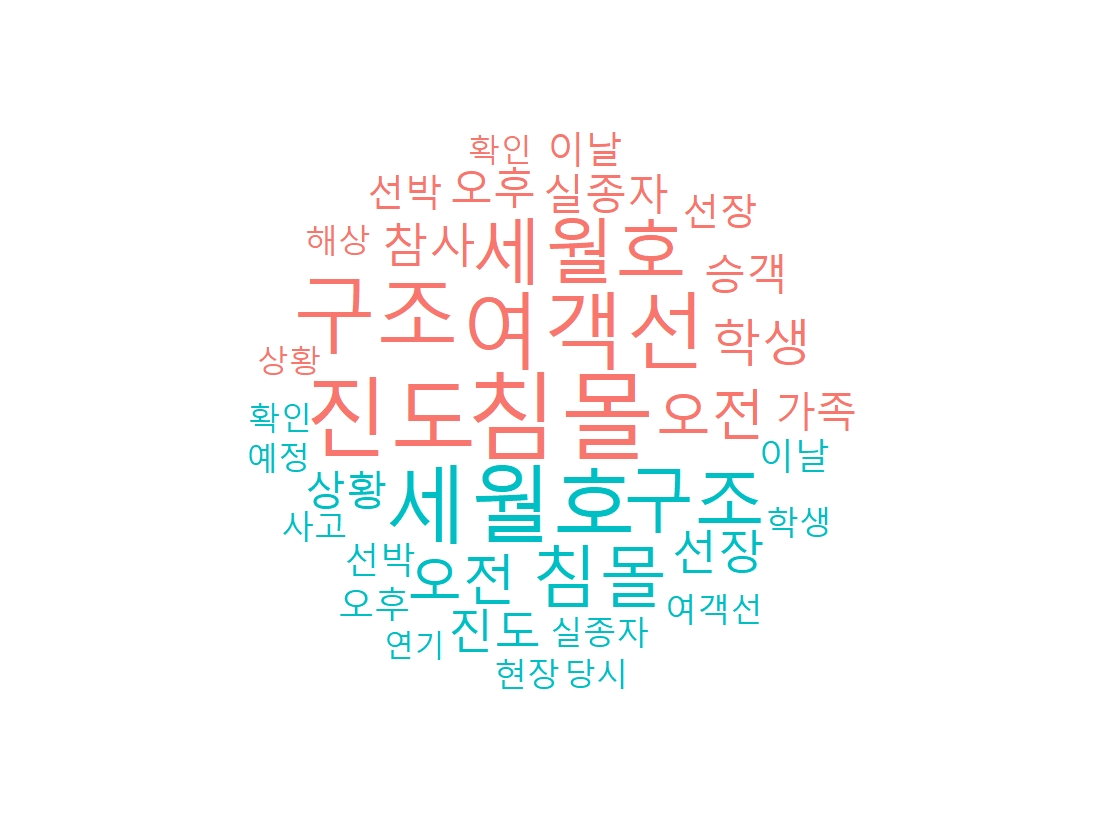 확인 이날
선박 오후 실종자 선장
해상 참사 세월호 승객
구조 여객선 학생
상황
진도 침몰 오전 가족
확인 이날
예정
상황 세월호 구조 학생
사고
선박 오전 침몰 선장
오후 여객선
연기 진도 실종자
현장 당시